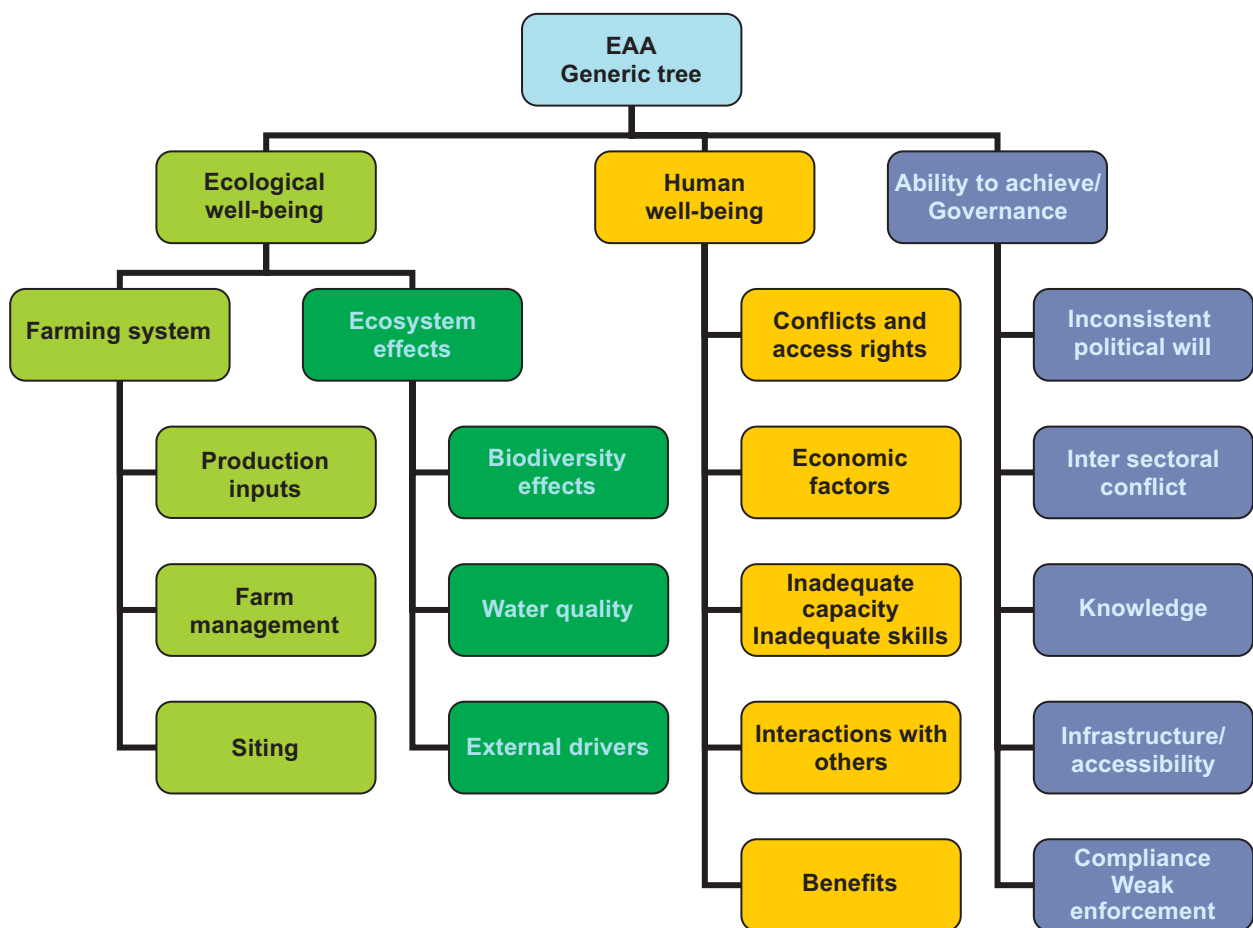 EAA
Generic tree
Ecological
well-being
Human
well-being
Ability to achieve/
Governance
Farming system
Ecosystem
effects
Conflicts and
access rights
Inconsistent
political will
Production
inputs
Biodiversity
effects
Economic
factors
Inter sectoral
conflict
Farm
management
Water quality
Inadequate
capacity
Inadequate skills
Knowledge
Siting
External drivers
Interactions with
others
Infrastructure/
accessibility
Benefits
Compliance
Weak
enforcement